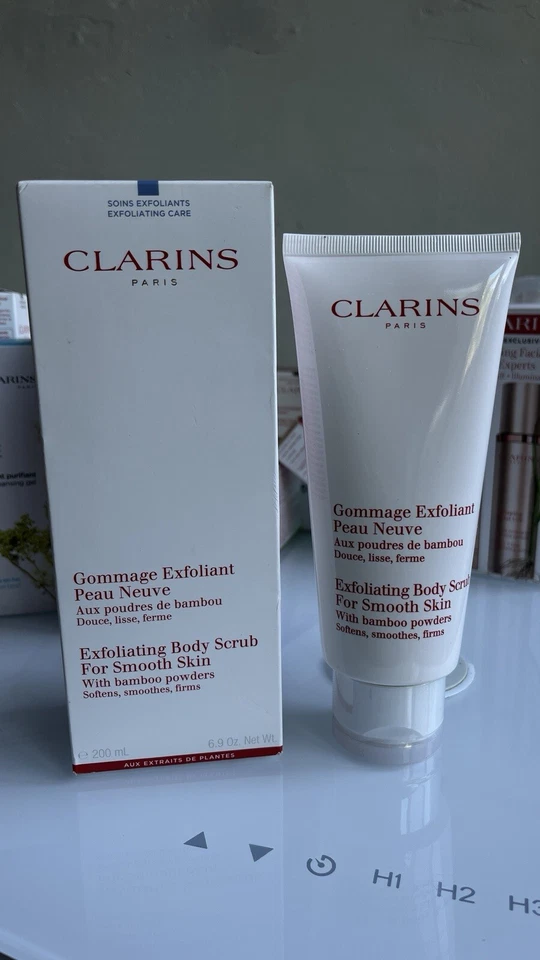 SOINS EXFOLIANTS
EXFOLIATING CARE
CLARINS
PARIS
Gommage Exfoliant
Peau Neuve
Aux poudres de bambou
Douce, lisse, ferme
Exfoliating Body Scrub
For Smooth Skin
With bamboo powders
Softens, smoothes, firms
℮ 200 mL
6.9 Oz. Net Wt.
AUX EXTRAITS DE PLANTES
CLARINS
PARIS
Gommage Exfoliant
Peau Neuve
Aux poudres de bambou
Douce, lisse, ferme
Exfoliating Body Scrub
For Smooth Skin
With bamboo powders
Softens, smoothes, firms
H1
H2
H3